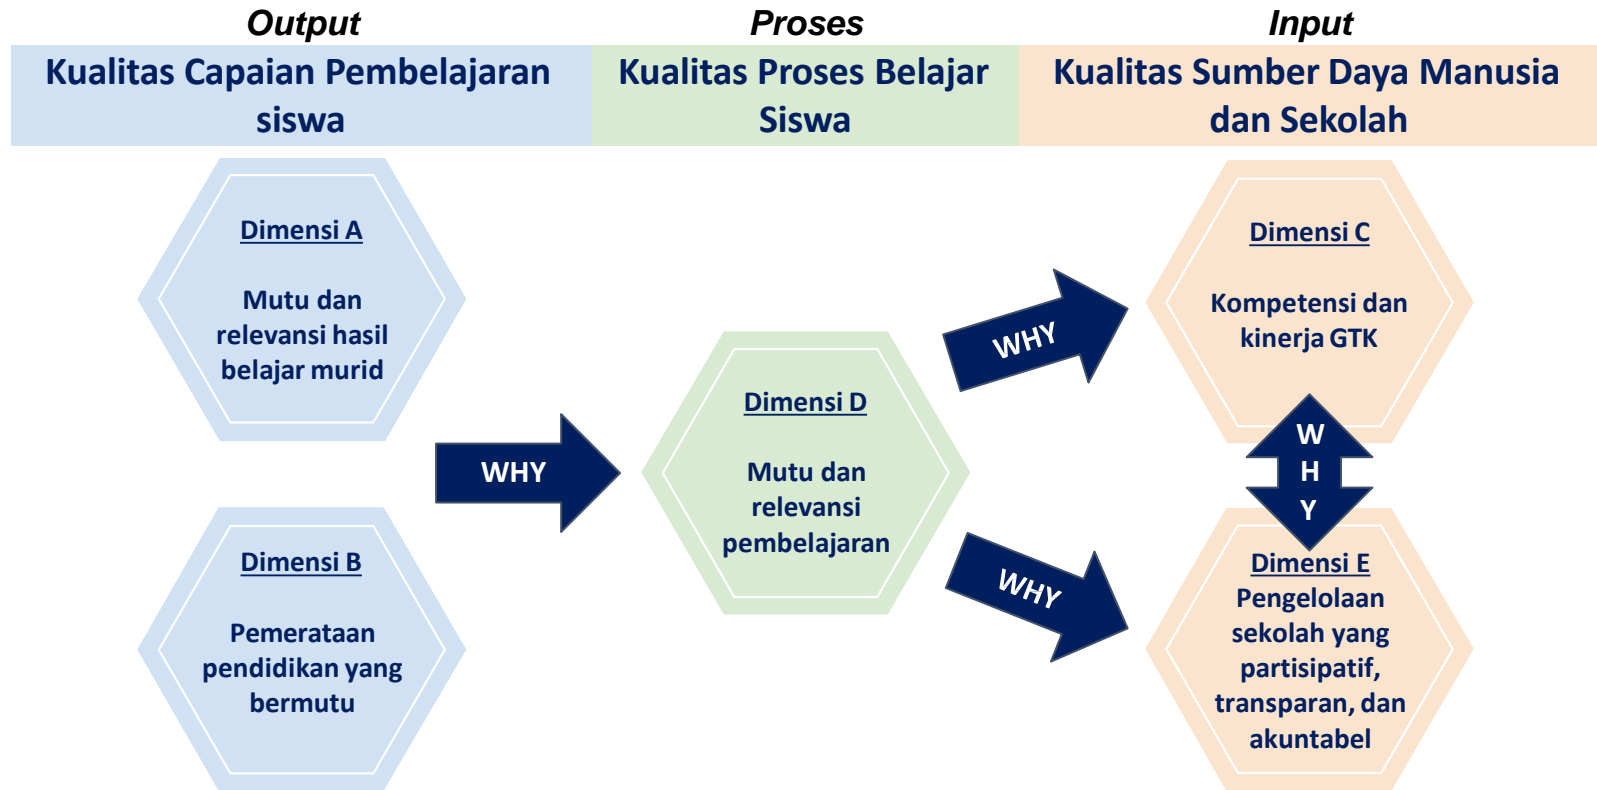 Output
Proses
Input
Kualitas Capaian Pembelajaran
siswa
Kualitas Proses Belajar
Siswa
Kualitas Sumber Daya Manusia
dan Sekolah
Dimensi A
Mutu dan
relevansi hasil
belajar murid
Dimensi B
Pemerataan
pendidikan yang
bermutu
WHY
Dimensi D
Mutu dan
relevansi
pembelajaran
WHY
WHY
Dimensi C
Kompetensi dan
kinerja GTK
W
H
Y
Dimensi E
Pengelolaan
sekolah yang
partisipatif,
transparan, dan
akuntabel